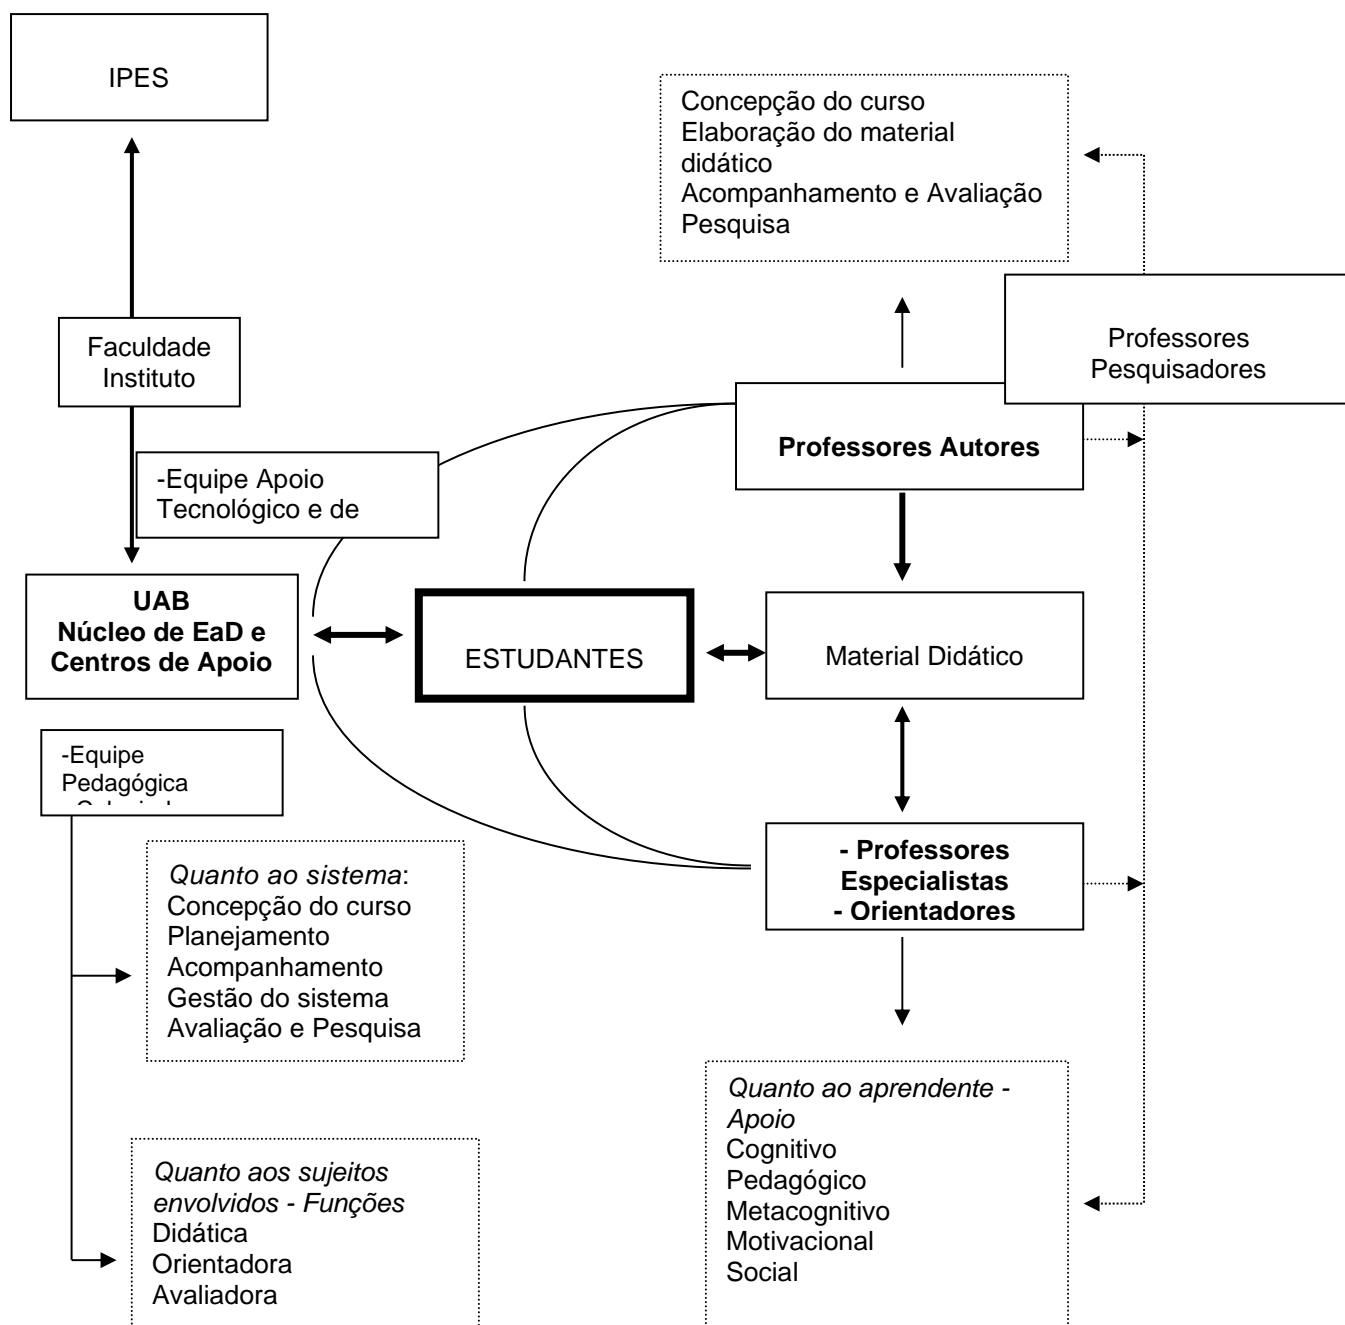 IPES
Concepção do curso
Elaboração do material
didático
Acompanhamento e Avaliação
Pesquisa
Faculdade
Instituto
Professores
Pesquisadores
Professores Autores
-Equipe Apoio
Tecnológico e de
UAB
Núcleo de EaD e
Centros de Apoio
ESTUDANTES
Material Didático
-Equipe
Pedagógica
- Professores
Especialistas
- Orientadores
Quanto ao sistema:
Concepção do curso
Planejamento
Acompanhamento
Gestão do sistema
Avaliação e Pesquisa
Quanto aos sujeitos
envolvidos - Funções
Didática
Orientadora
Avaliadora
Quanto ao aprendente -
Apoio
Cognitivo
Pedagógico
Metacognitivo
Motivacional
Social